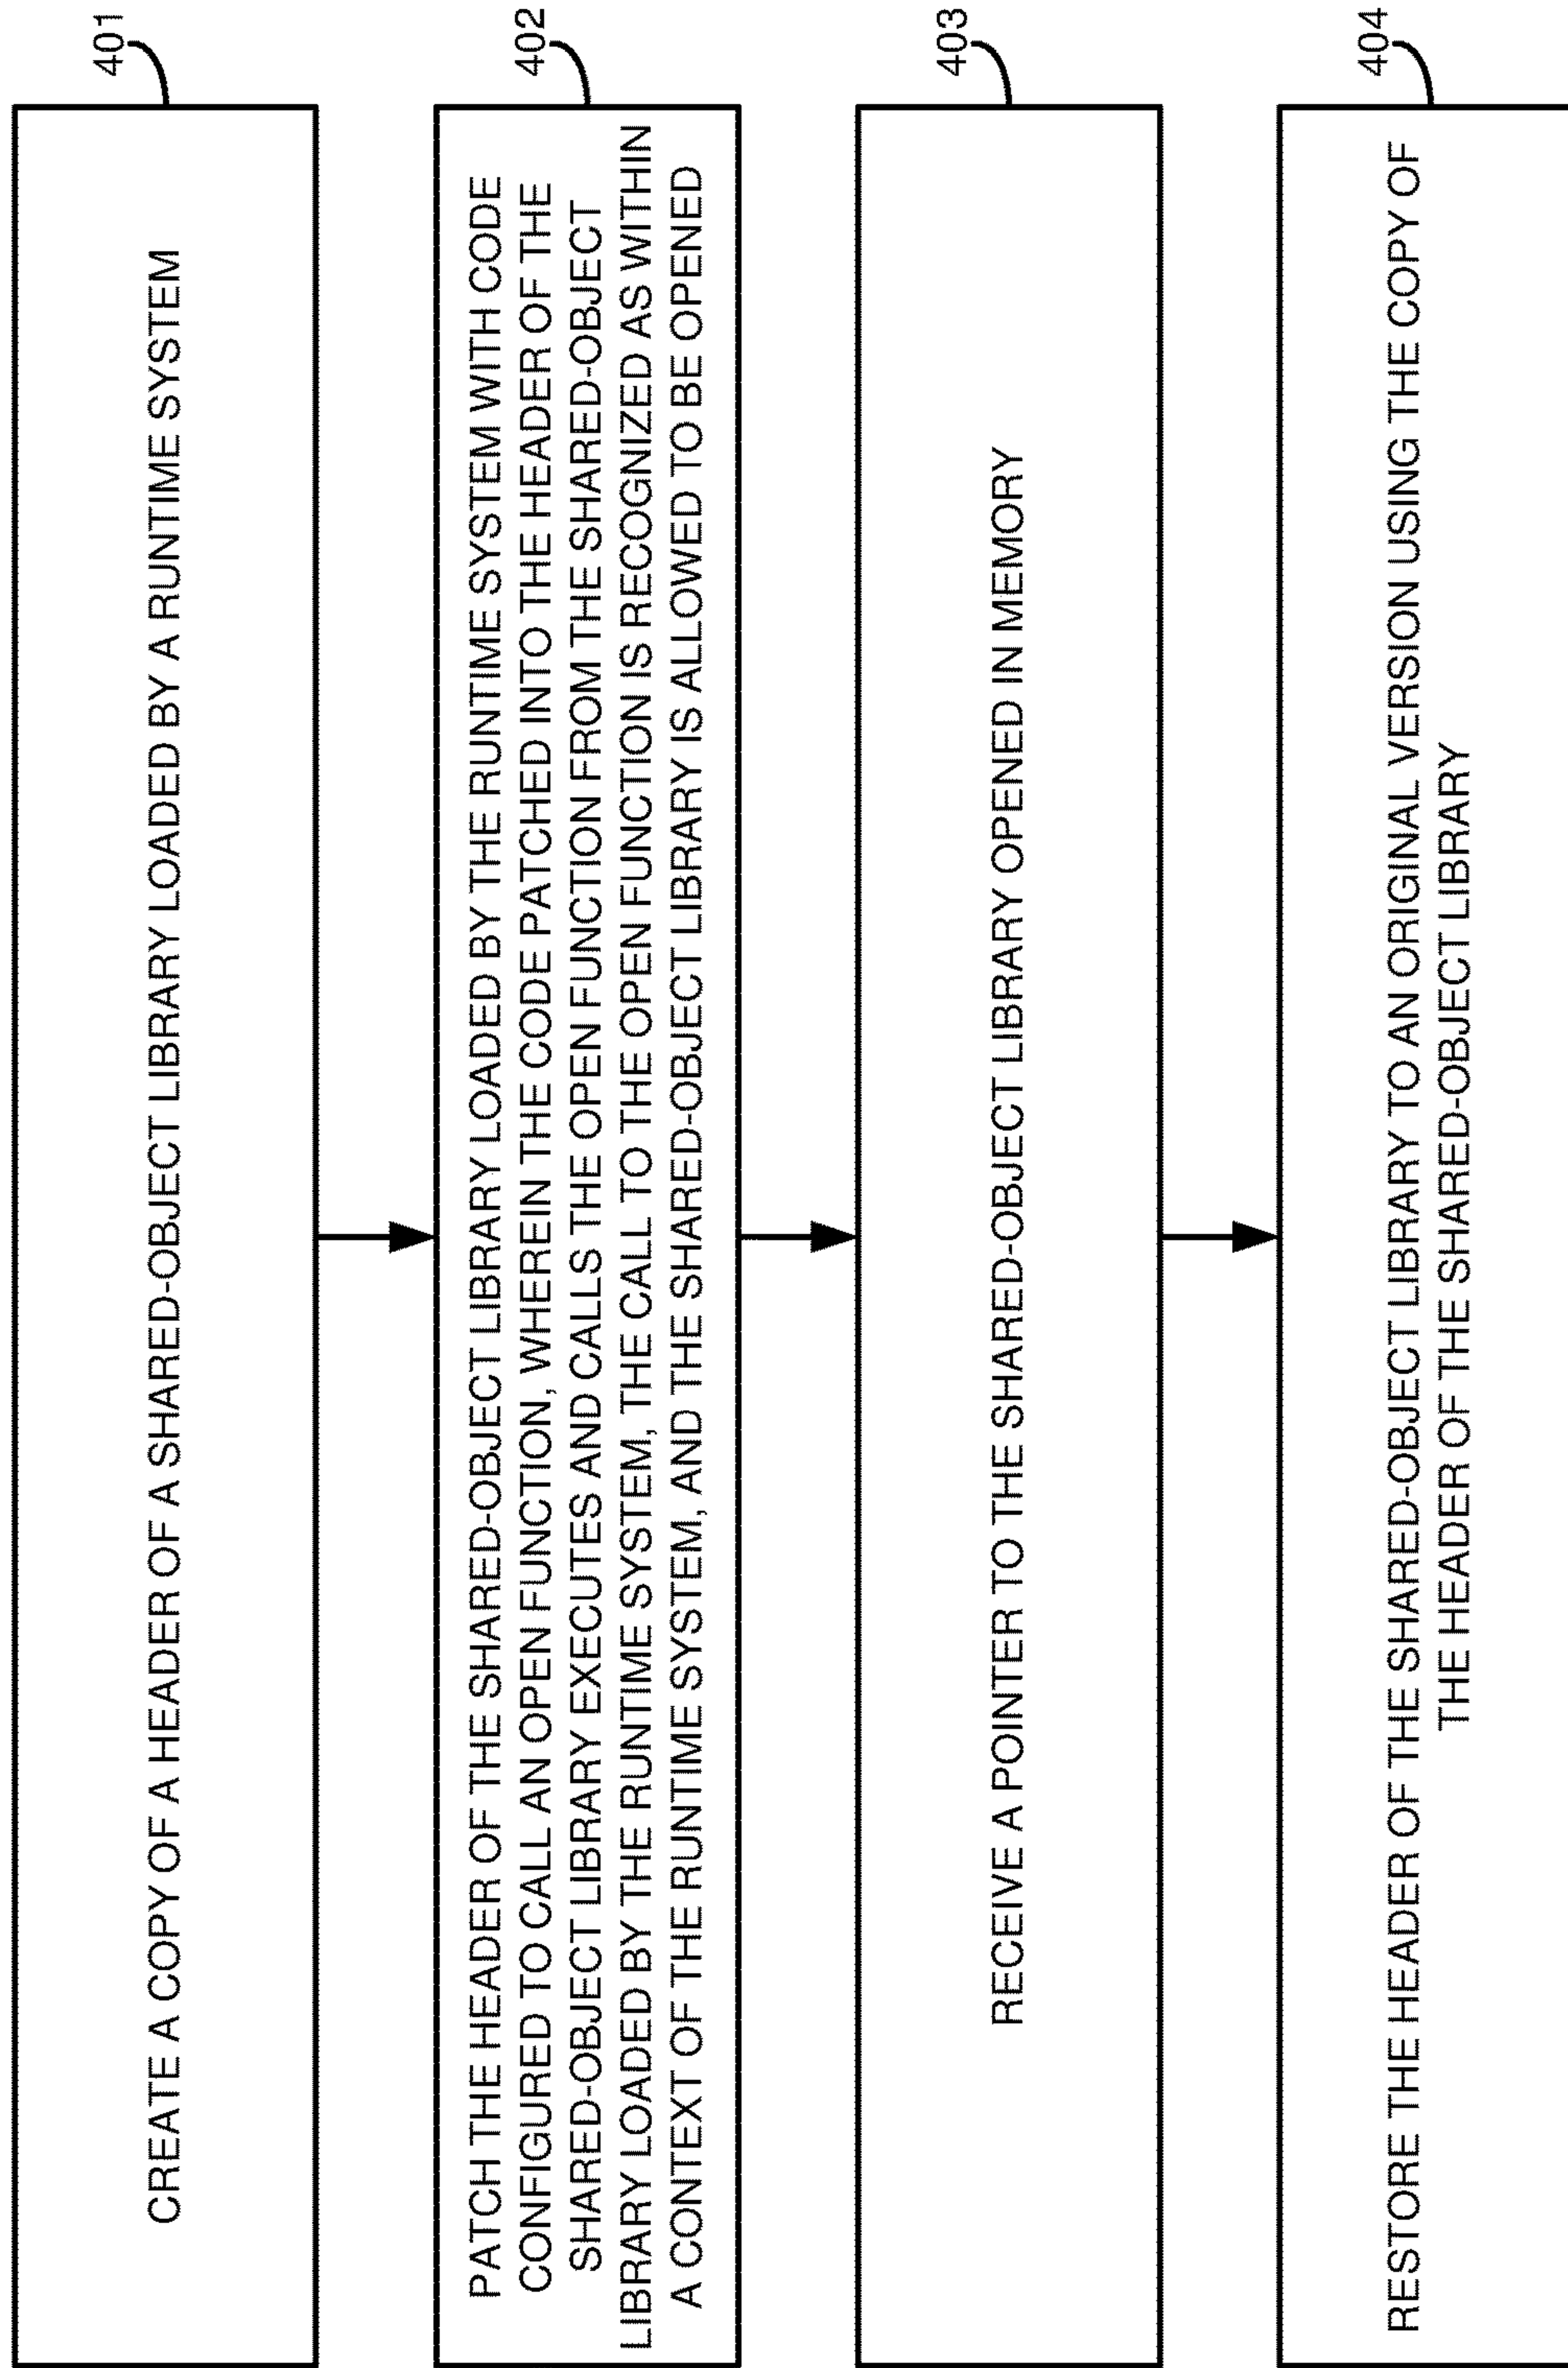 401
CREATE A COPY OF A HEADER OF A SHARED-OBJECT LIBRARY LOADED BY A RUNTIME SYSTEM
402
PATCH THE HEADER OF THE SHARED-OBJECT LIBRARY LOADED BY THE RUNTIME SYSTEM WITH CODE
CONFIGURED TO CALL AN OPEN FUNCTION, WHEREIN THE CODE PATCHED INTO THE HEADER OF THE
SHARED-OBJECT LIBRARY EXECUTES AND CALLS THE OPEN FUNCTION FROM THE SHARED-OBJECT
LIBRARY LOADED BY THE RUNTIME SYSTEM, THE CALL TO THE OPEN FUNCTION IS RECOGNIZED AS WITHIN
A CONTEXT OF THE RUNTIME SYSTEM, AND THE SHARED-OBJECT LIBRARY IS ALLOWED TO BE OPENED
403
RECEIVE A POINTER TO THE SHARED-OBJECT LIBRARY OPENED IN MEMORY
404
RESTORE THE HEADER OF THE SHARED-OBJECT LIBRARY TO AN ORIGINAL VERSION USING THE COPY OF
THE HEADER OF THE SHARED-OBJECT LIBRARY